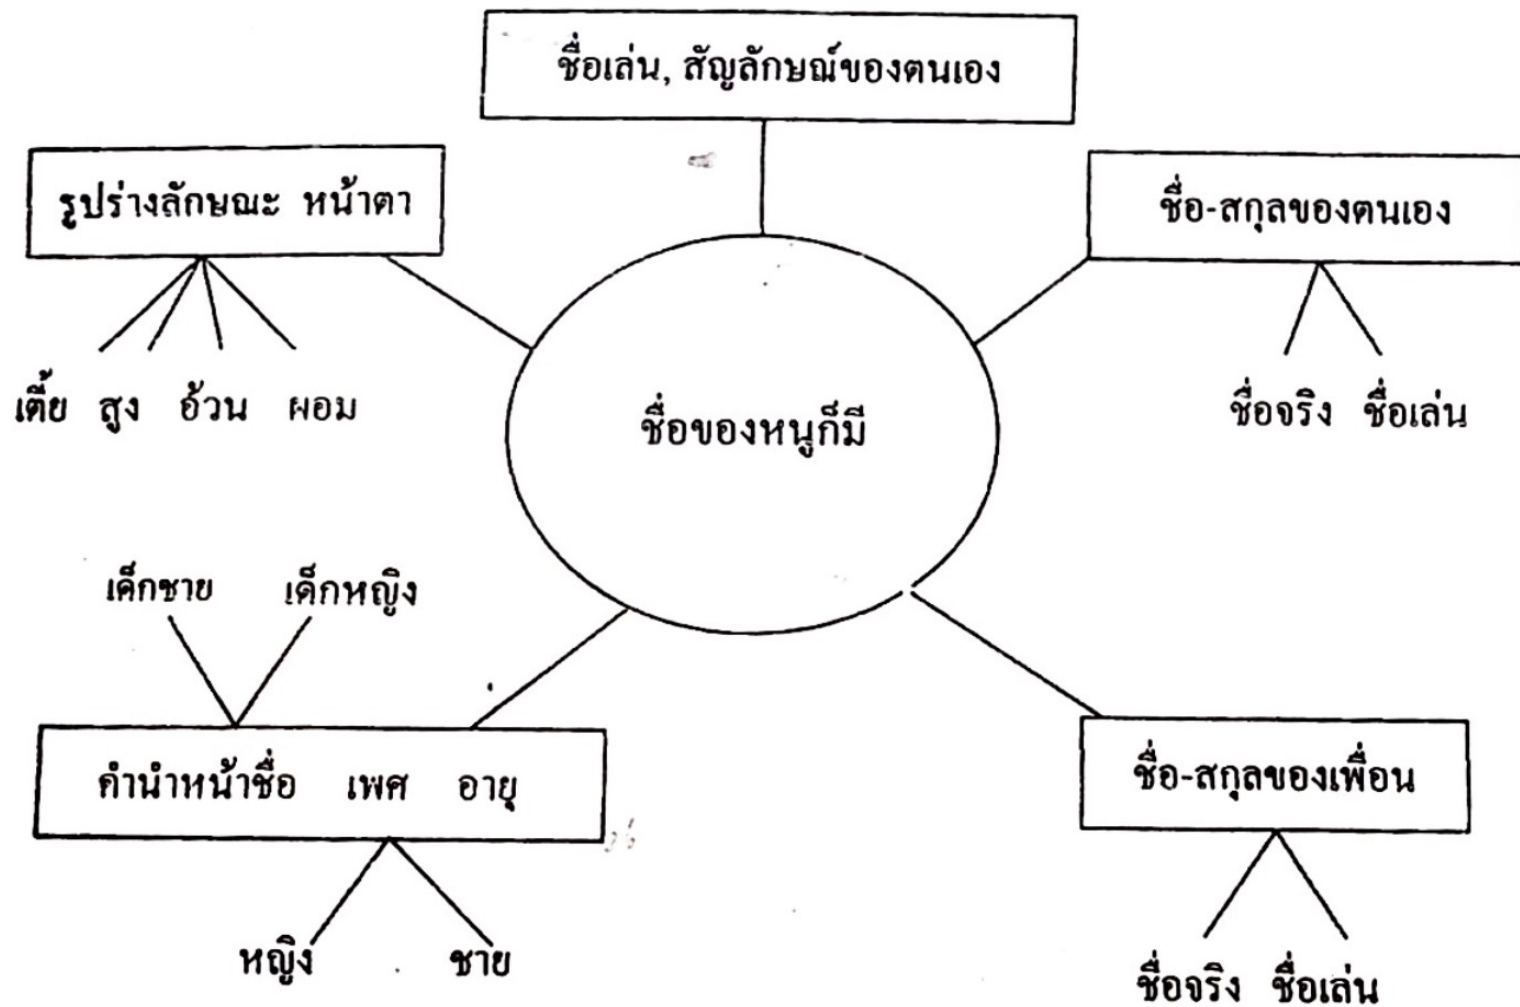 ชื่อเล่น, สัญลักษณ์ของตนเอง
รูปร่างลักษณะ หน้าตา
ชื่อ-สกุลของตนเอง
เตี้ย สูง อ้วน ผอม
ชื่อของหนูก็มี
ชื่อจริง ชื่อเล่น
เด็กชาย เด็กหญิง
คำนำหน้าชื่อ เพศ อายุ
ชื่อ-สกุลของเพื่อน
หญิง ชาย
ชื่อจริง ชื่อเล่น